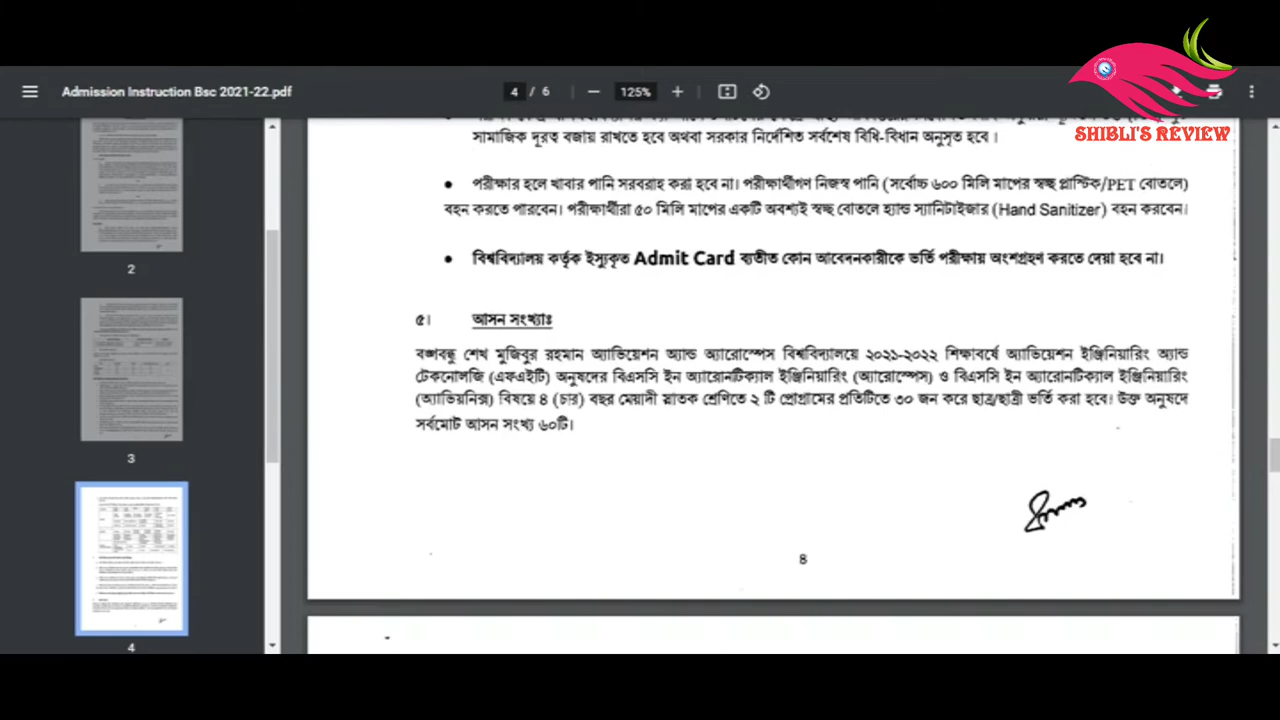 SHIBLI'S REVIEW
Admission Instruction Bsc 2021-22.pdf
4 / 6
125%
সামাজিক দূরত্ব বজায় রাখতে হবে অথবা সরকার নির্দেশিত সর্বশেষ বিধি-বিধান অনুসৃত হবে।
• পরীক্ষার হলে খাবার পানি সরবরাহ করা হবে না। পরীক্ষার্থীগণ নিজস্ব পানি (সর্বোচ্চ ৬০০ মিলি মাপের স্বচ্ছ প্লাস্টিক/PET বোতলে)
বহন করতে পারবেন। পরীক্ষার্থীরা ৫০ মিলি মাপের একটি অবশ্যই স্বচ্ছ বোতলে হ্যান্ড স্যানিটাইজার (Hand Sanitizer) বহন করবেন।
• বিশ্ববিদ্যালয় কর্তৃক ইস্যুকৃত Admit Card ব্যতীত কোন আবেদনকারীকে ভর্তি পরীক্ষায় অংশগ্রহণ করতে দেয়া হবে না।
৫। আসন সংখ্যাঃ
বঙ্গবন্ধু শেখ মুজিবুর রহমান অ্যাভিয়েশন অ্যান্ড অ্যারোস্পেস বিশ্ববিদ্যালয়ে ২০২১-২০২২ শিক্ষাবর্ষে অ্যাভিয়েশন ইঞ্জিনিয়ারিং অ্যান্ড
টেকনোলজি (এফএইটি) অনুষদের বিএসসি ইন অ্যারোনটিক্যাল ইঞ্জিনিয়ারিং (অ্যারোস্পেস) ও বিএসসি ইন অ্যারোনটিক্যাল ইঞ্জিনিয়ারিং
(অ্যাভিয়নিক্স) বিষয়ে ৪ (চার) বছর মেয়াদী স্নাতক শ্রেণিতে ২ টি প্রোগ্রামের প্রতিটিতে ৩০ জন করে ছাত্র/ছাত্রী ভর্তি করা হবে। উক্ত অনুষদে
সর্বমোট আসন সংখ্য ৬০টি।
৪
2
3
4